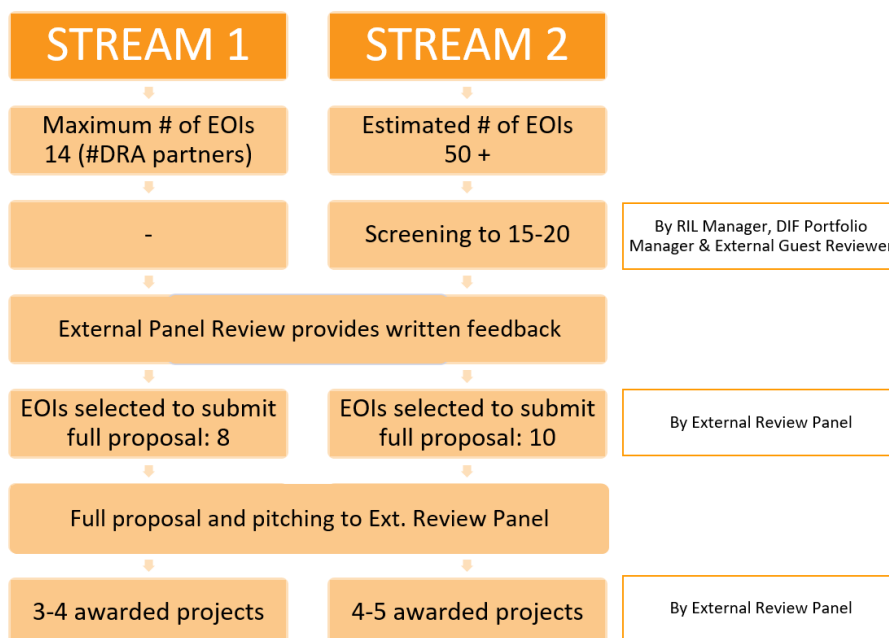 STREAM 1
STREAM 2
Maximum # of EOIs
14 (#DRA partners)
Estimated # of EOIs
50 +
-
Screening to 15-20
By RIL Manager, DIF Portfolio
Manager & External Guest Reviewer
External Panel Review provides written feedback
EOIs selected to submit
full proposal: 8
EOIs selected to submit
full proposal: 10
By External Review Panel
Full proposal and pitching to Ext. Review Panel
3-4 awarded projects
4-5 awarded projects
By External Review Panel